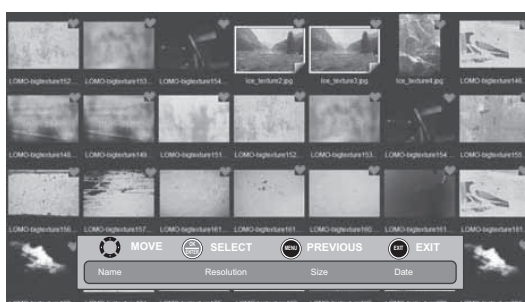 LOMO-bigtexture152... LOMO-bigtexture153... LOMO-bigtexture154... Ice_texture2.jpg Ice_texture3.jpg Ice_texture4.jpg LOMO-bigtexture146...
LOMO-bigtexture148... LOMO-bigtexture149... LOMO-bigtexture151... LOMO-bigtexture152... LOMO-bigtexture153... LOMO-bigtexture154... LOMO-bigtexture155...
LOMO-bigtexture156... LOMO-bigtexture157... LOMO-bigtexture161... LOMO-bigtexture161... LOMO-bigtexture160... LOMO-bigtexture161... LOMO-bigtexture181...
MOVE OK ENTER SELECT MENU PREVIOUS EXIT EXIT
Name Resolution Size Date